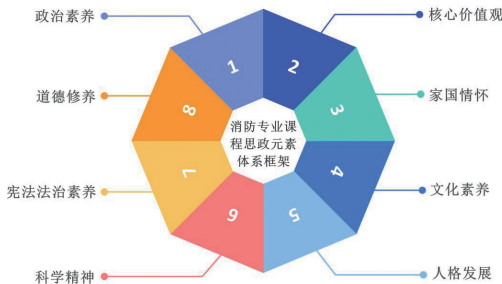 政治素养
核心价值观
1
2
道德修养
家国情怀
8
3
消防专业课
程思政元素
体系框架
7
4
宪法法治素养
文化素养
6
5
科学精神
人格发展